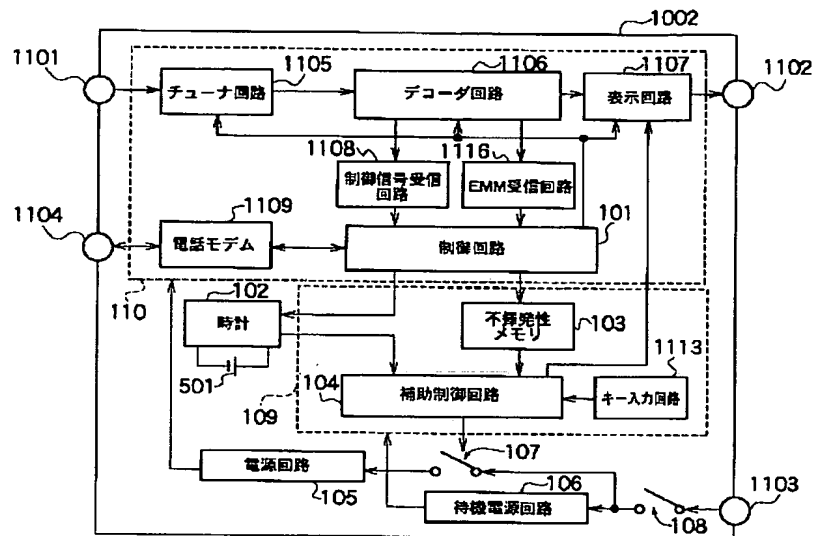 1002
1101
1105
1106
1107
1102
チューナ回路
デコーダ回路
表示回路
1108
1116
制御信号受信
回路
EMM受信回路
1104
1109
101
電話モデム
制御回路
110
102
時計
不揮発性
メモリ
103
1113
501
104
補助制御回路
キー入力回路
109
107
電源回路
105
106
待機電源回路
108
1103